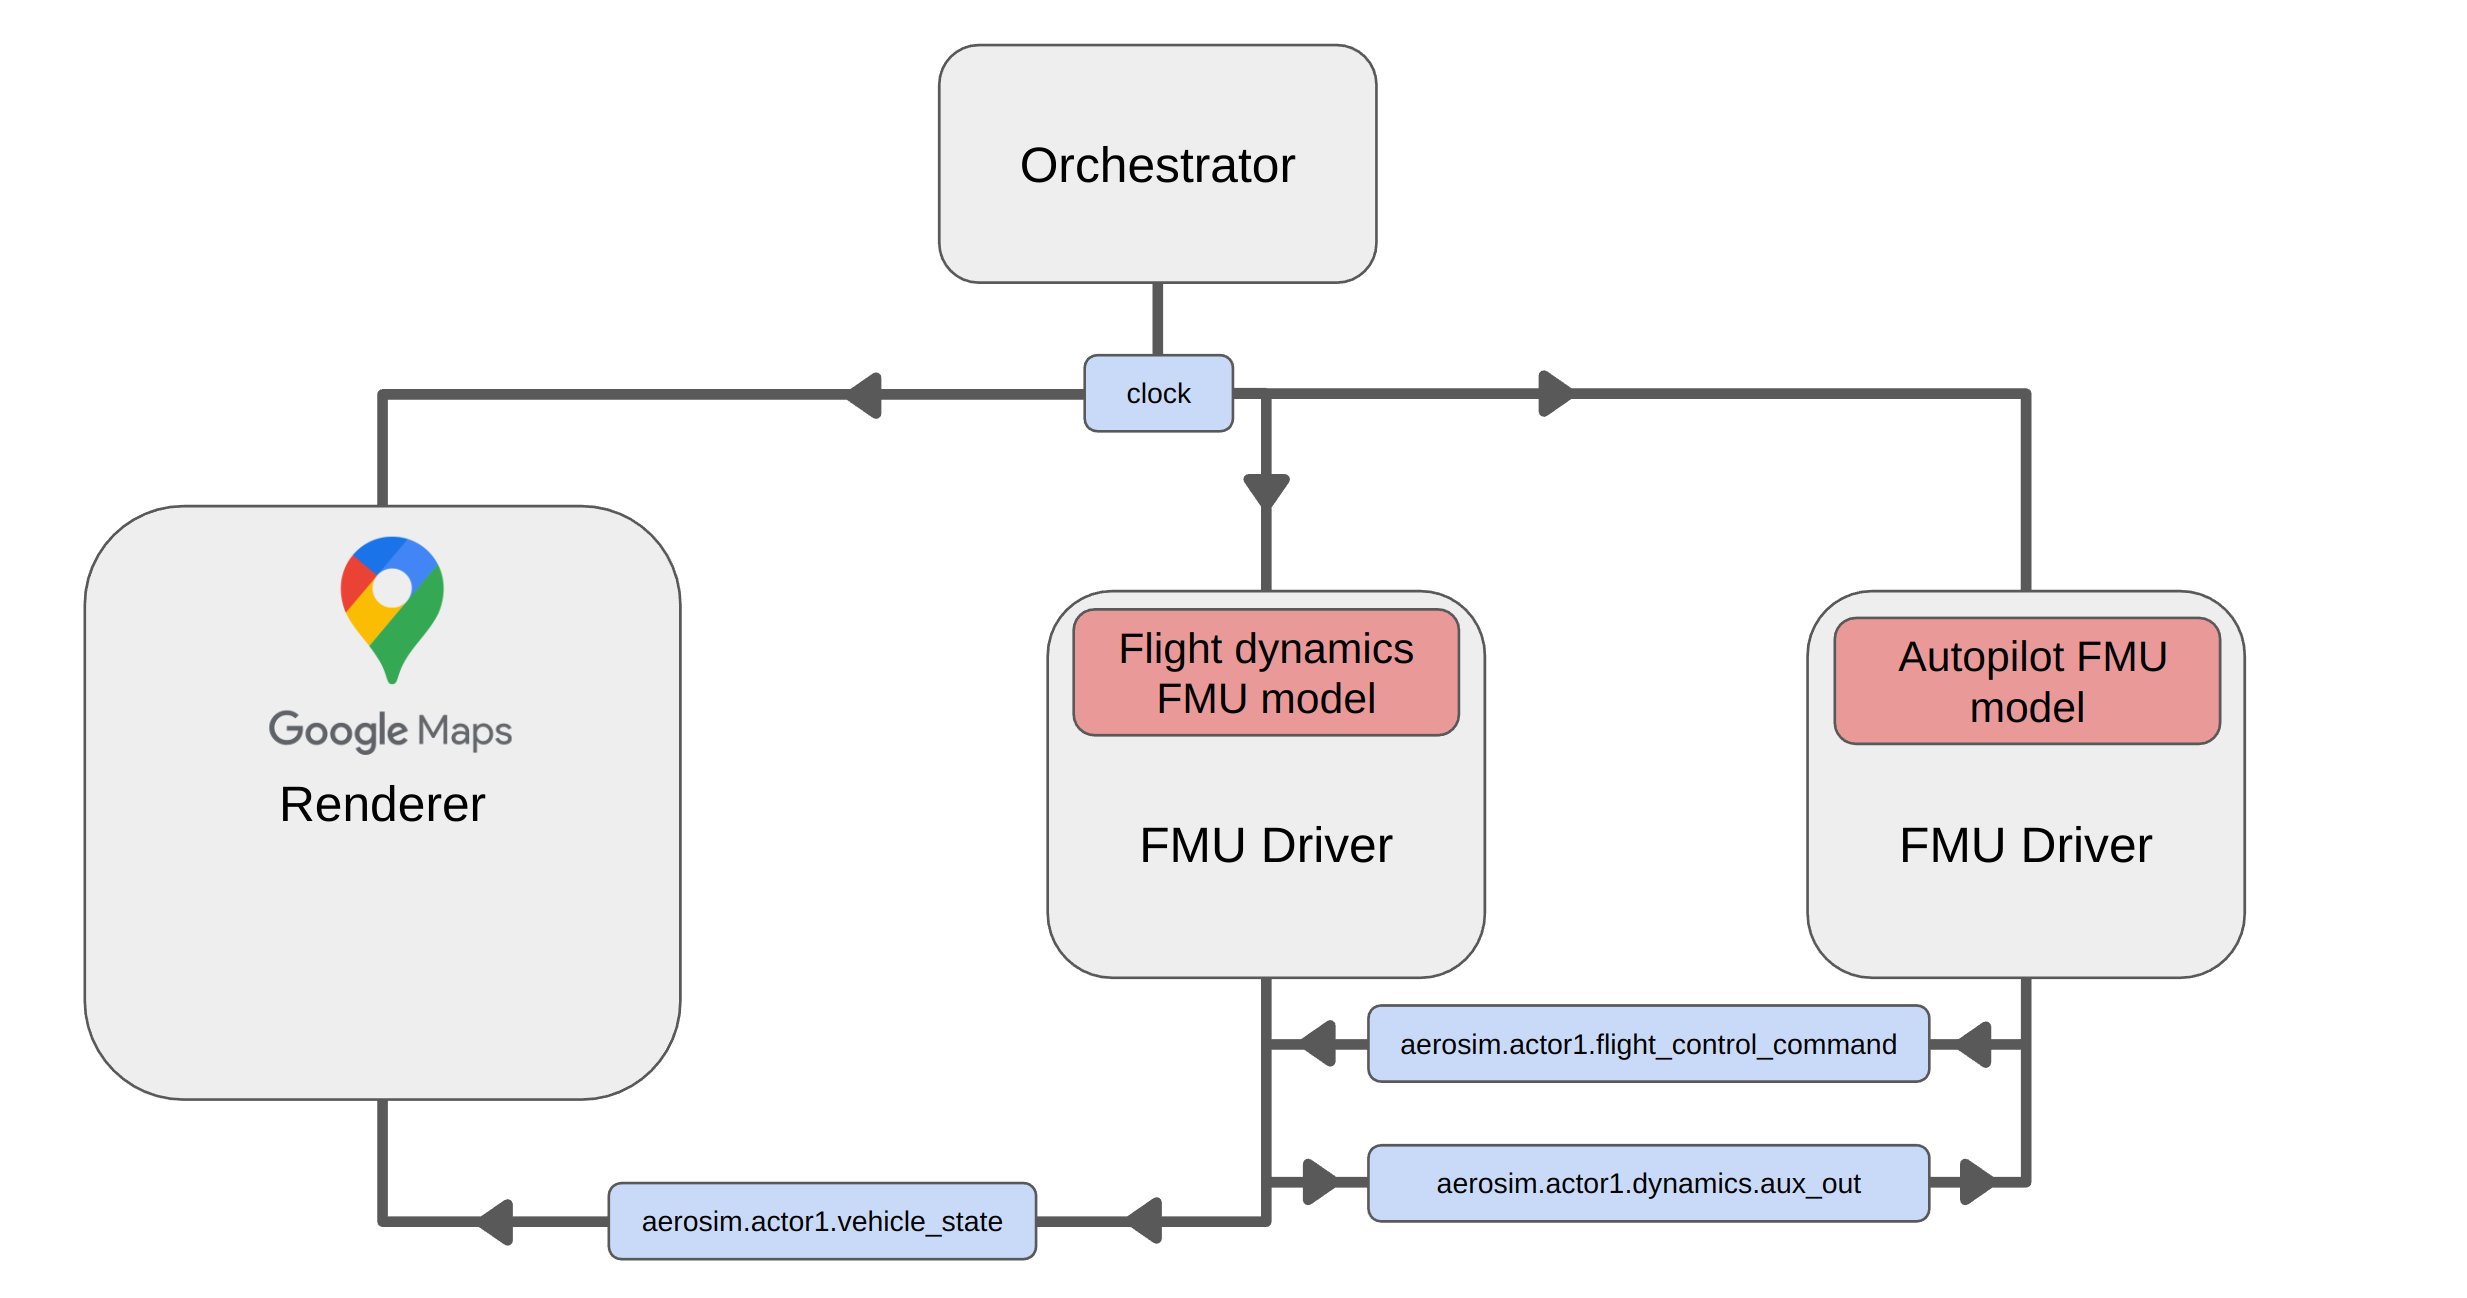 Orchestrator
clock
Google Maps
Renderer
Flight dynamics
FMU model
FMU Driver
Autopilot FMU
model
FMU Driver
aerosim.actor1.flight_control_command
aerosim.actor1.dynamics.aux_out
aerosim.actor1.vehicle_state